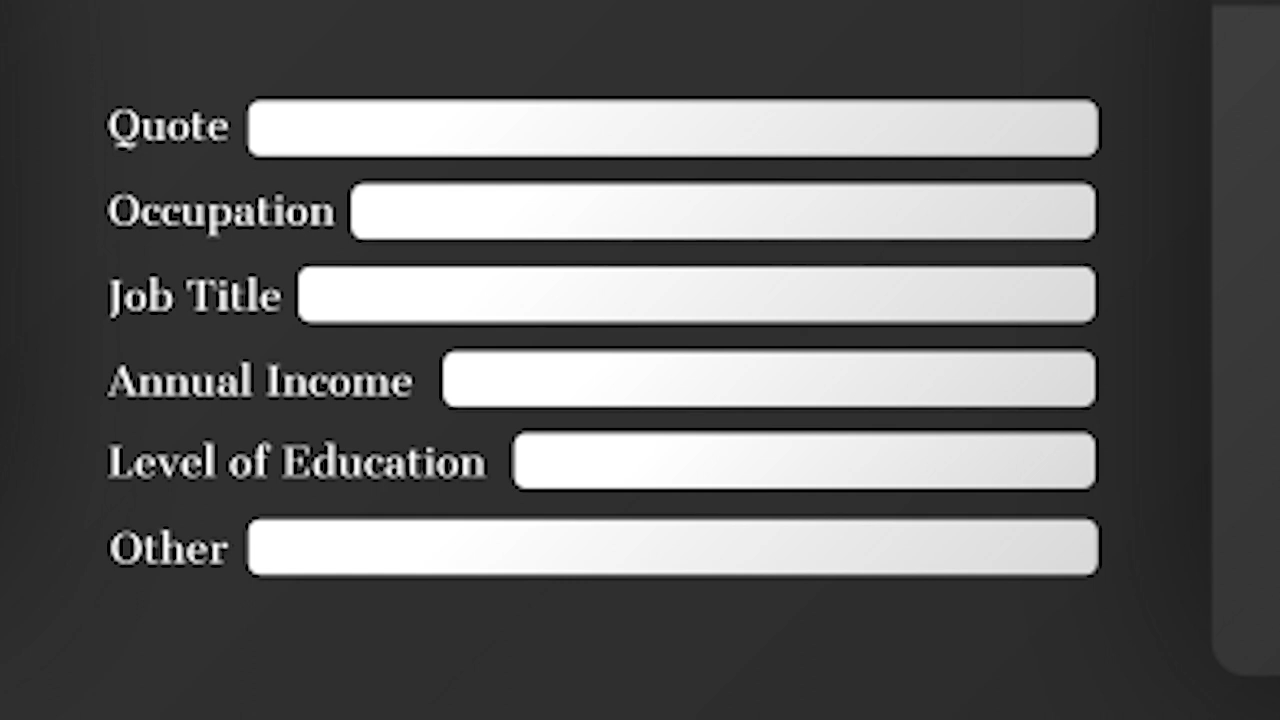 Quote
Occupation
Job Title
Annual Income
Level of Education
Other